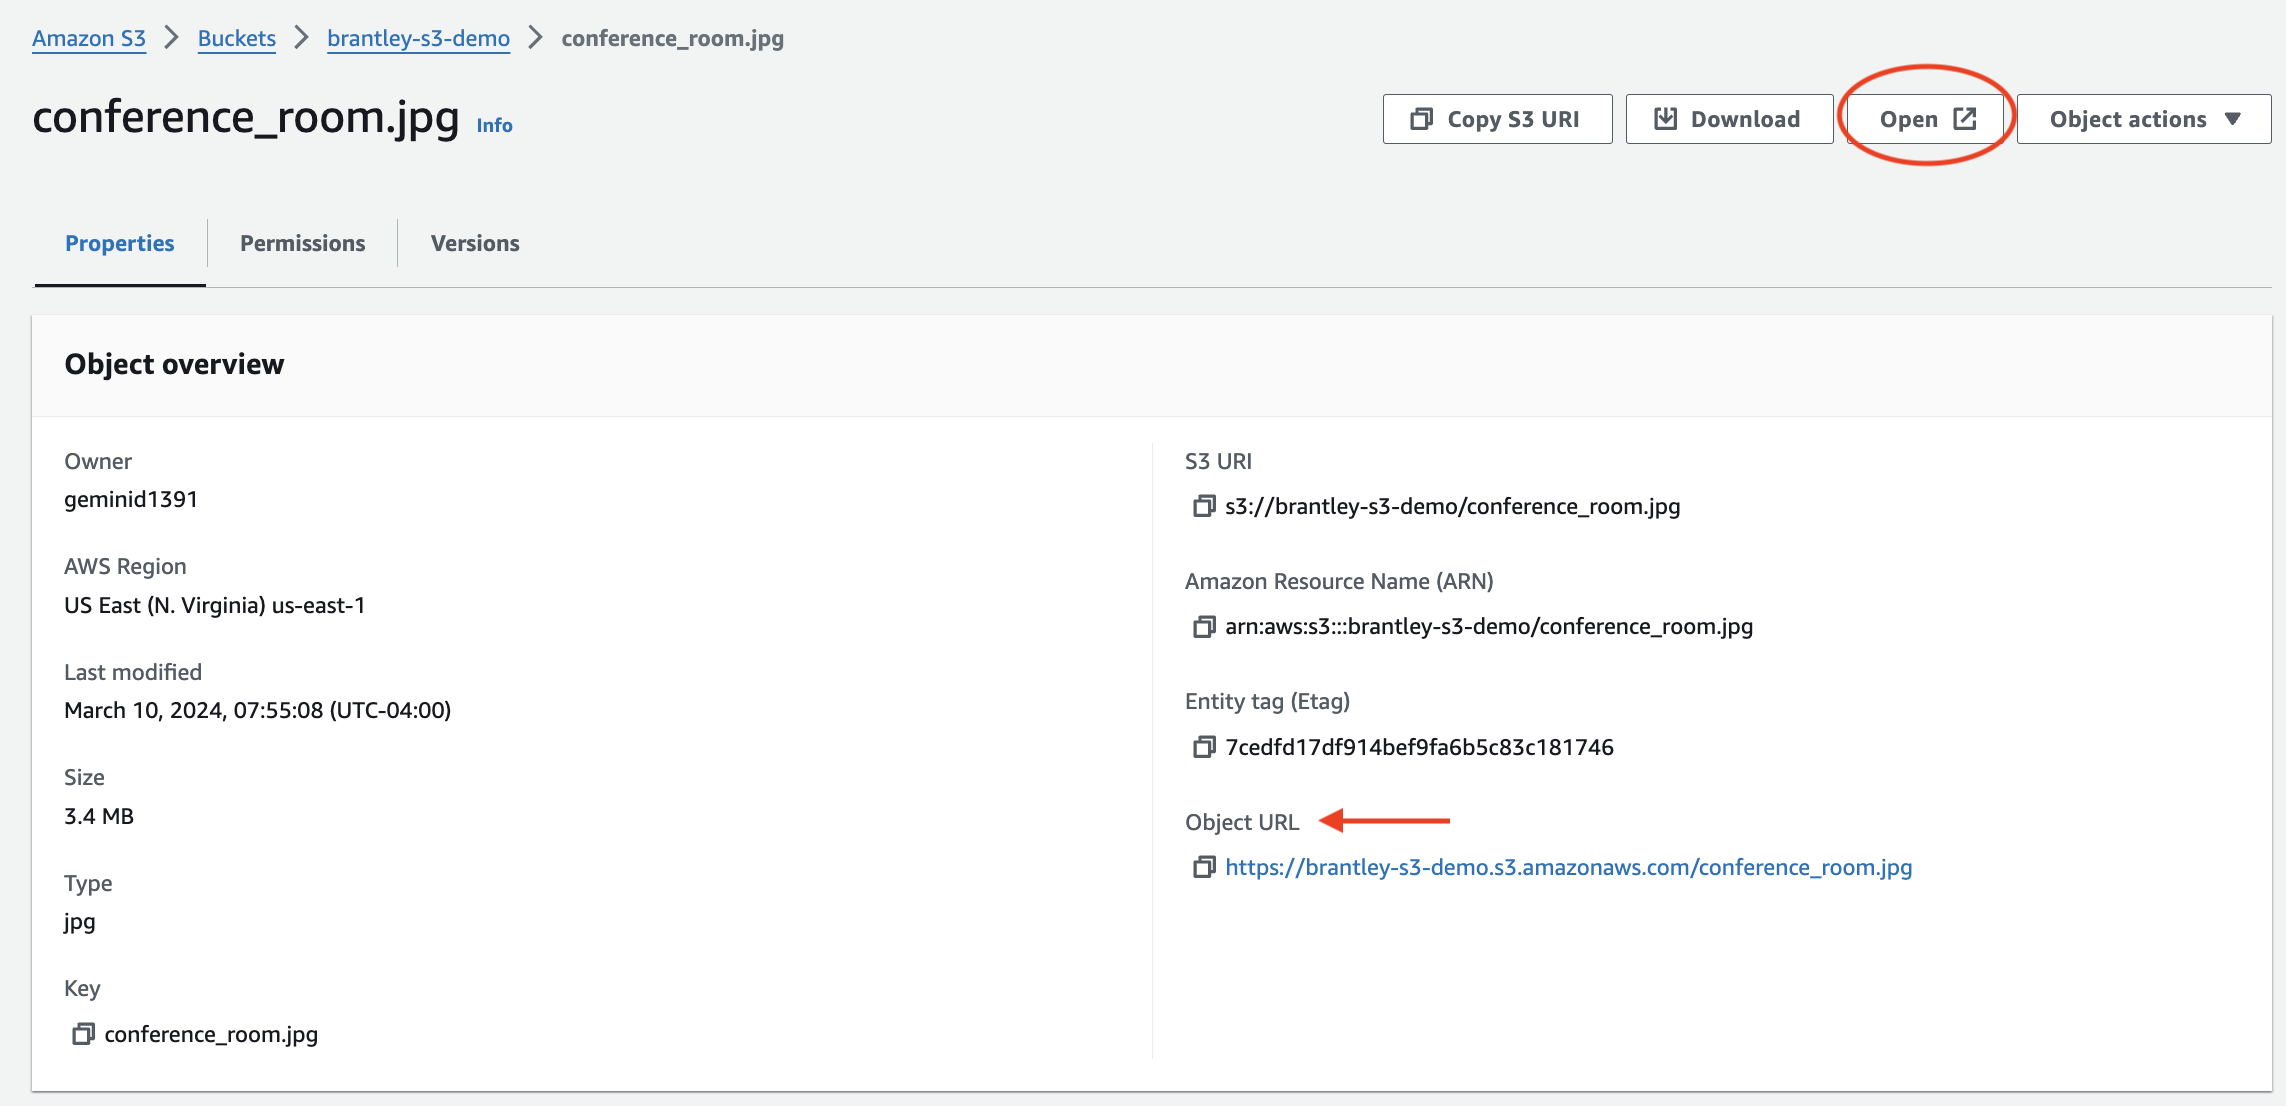 Amazon S3 > Buckets > brantley-s3-demo > conference_room.jpg
conference_room.jpg Info
Copy S3 URI Download Open Object actions
Properties Permissions Versions
Object overview
Owner
geminid1391
AWS Region
US East (N. Virginia) us-east-1
Last modified
March 10, 2024, 07:55:08 (UTC-04:00)
Size
3.4 MB
Type
jpg
Key
conference_room.jpg
S3 URI
s3://brantley-s3-demo/conference_room.jpg
Amazon Resource Name (ARN)
arn:aws:s3:::brantley-s3-demo/conference_room.jpg
Entity tag (Etag)
7cedfd17df914bef9fa6b5c83c181746
Object URL
https://brantley-s3-demo.s3.amazonaws.com/conference_room.jpg